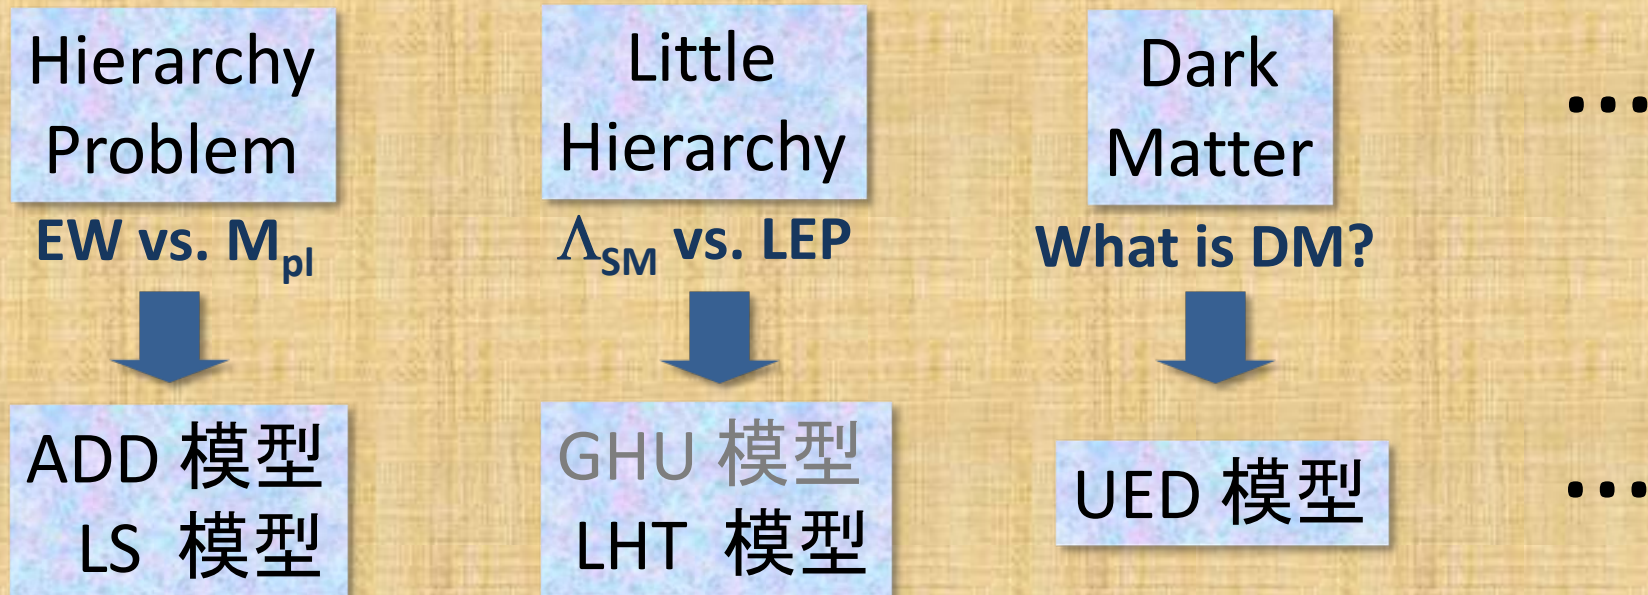 Hierarchy
Problem
EW vs. Mpl
Little
Hierarchy
ΛSM vs. LEP
Dark
Matter
What is DM?
...
ADD 模型
LS 模型
GHU 模型
LHT 模型
UED 模型
...